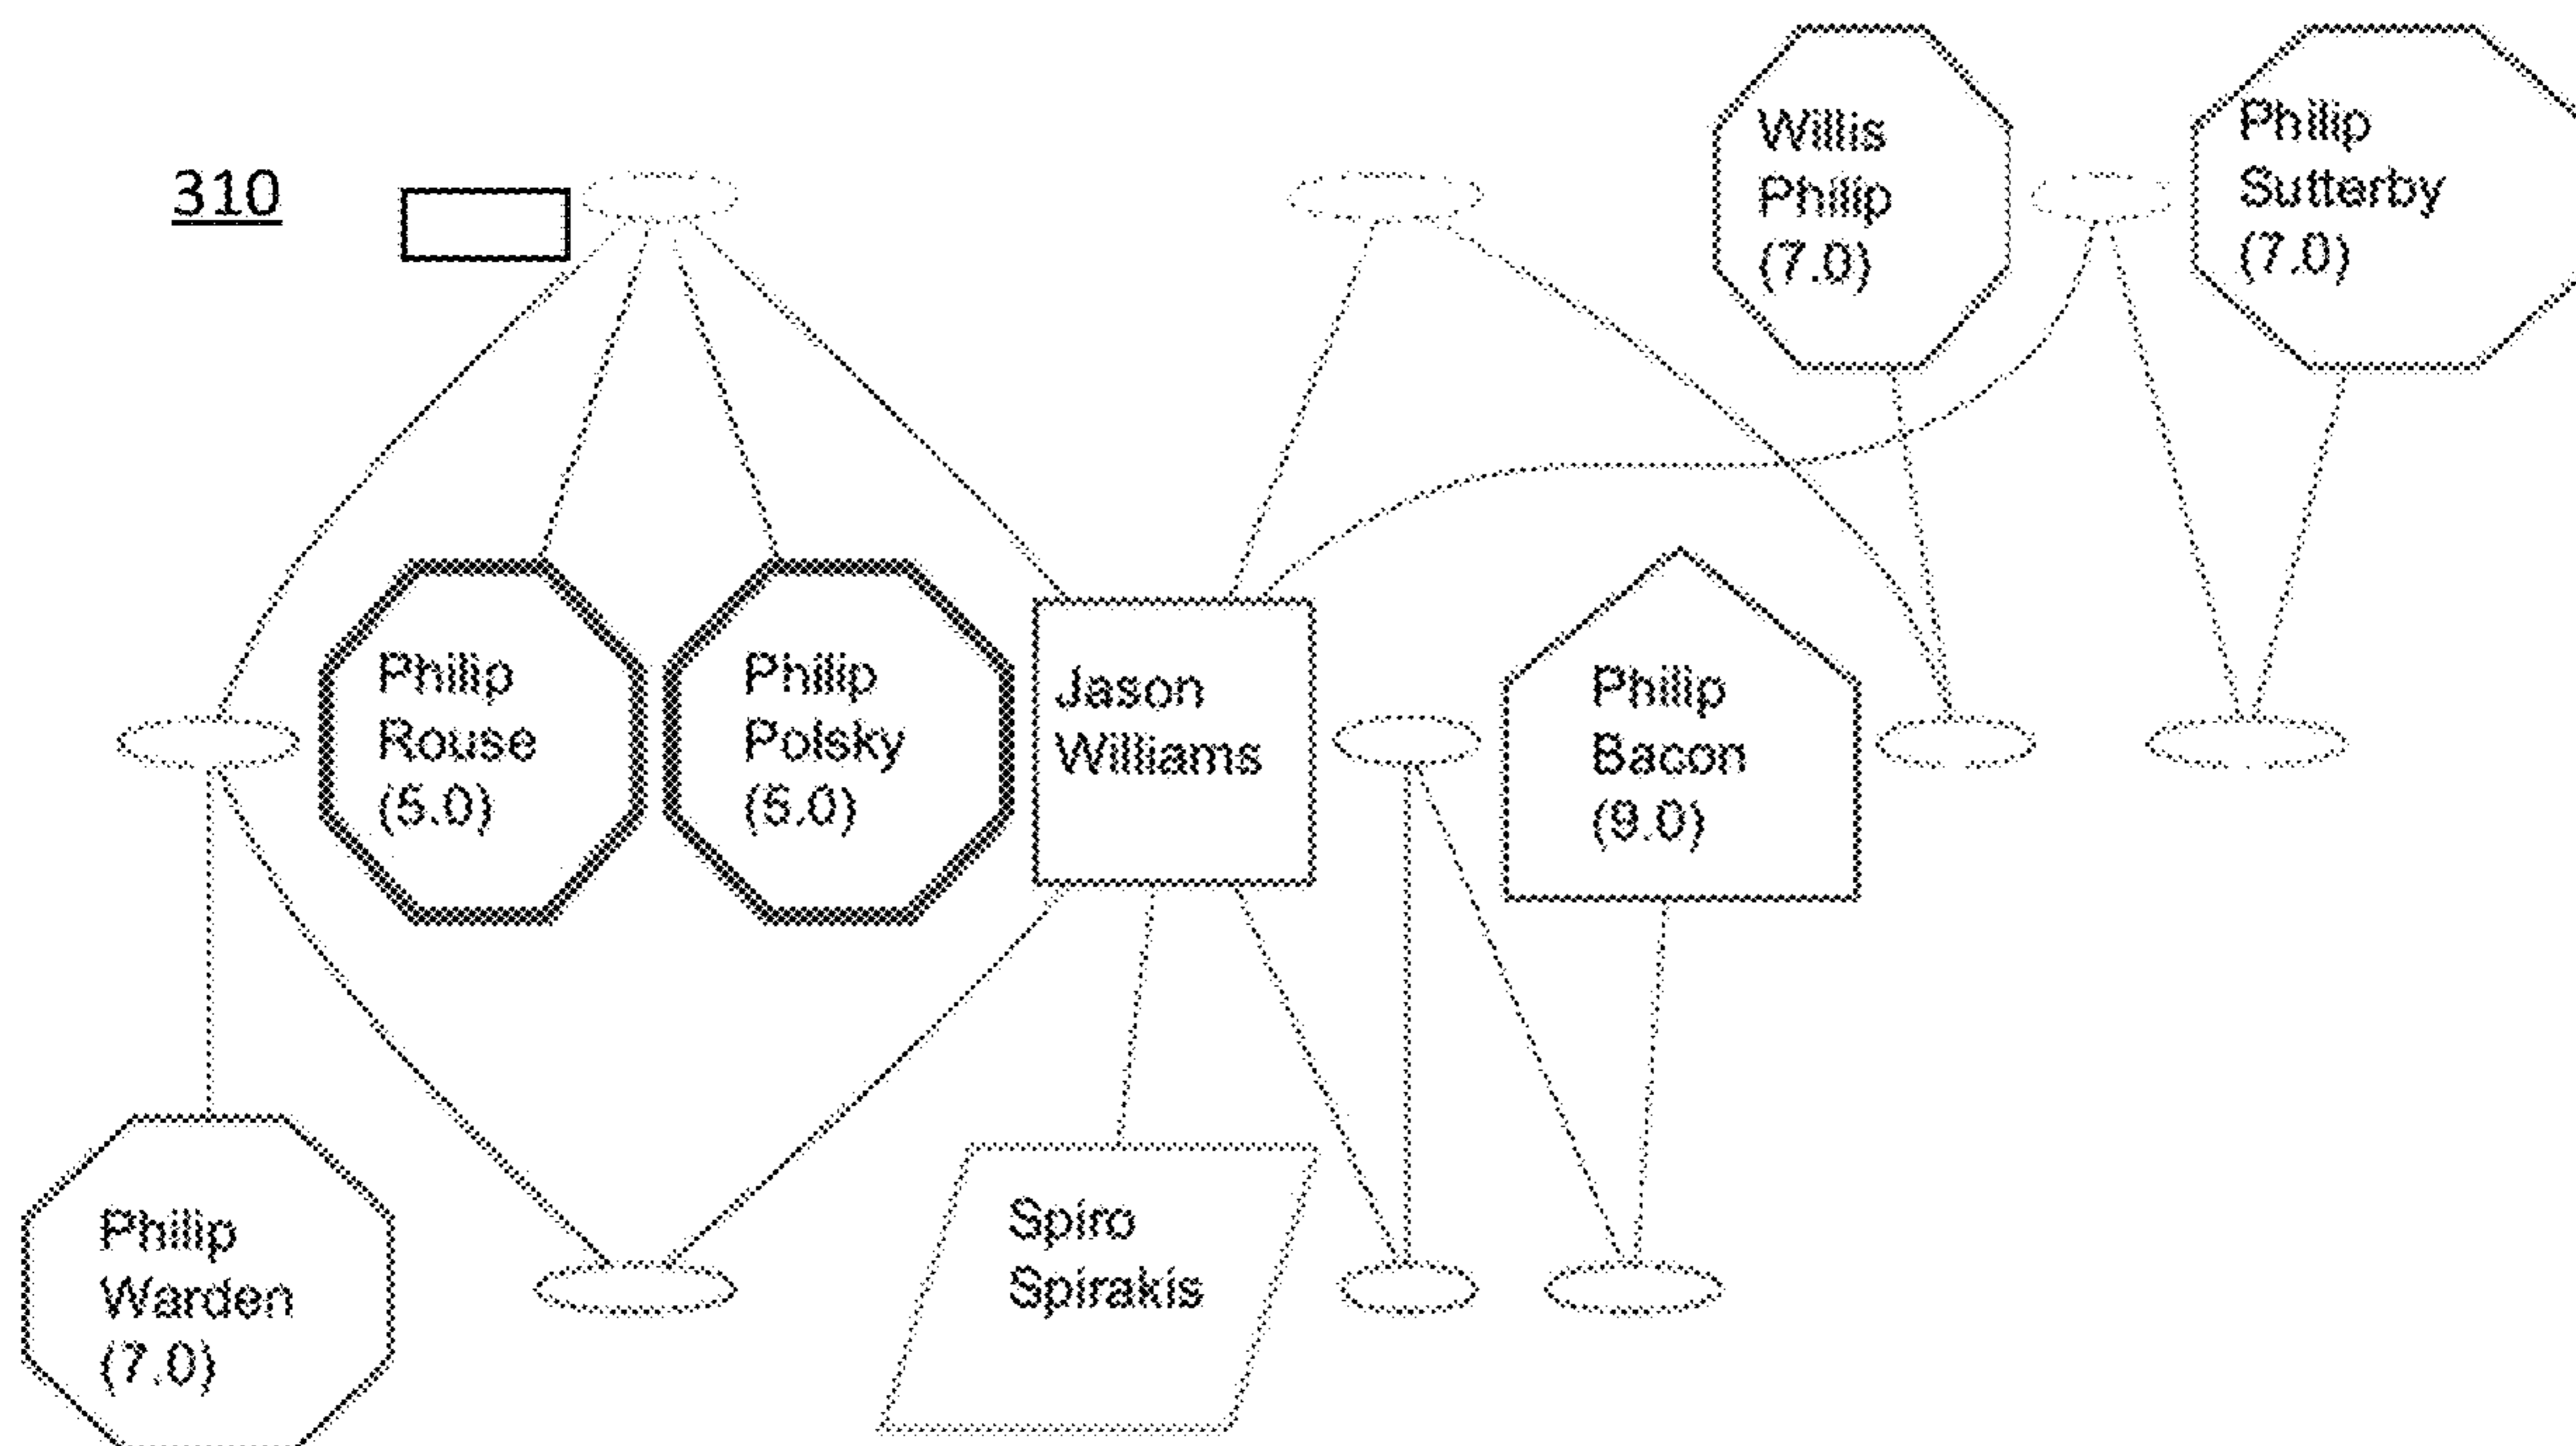 310
Willis
Philip
(7.0)
Philip
Sutterby
(7.0)
Philip
Rouse
(5.0)
Philip
Polsky
(5.0)
Jason
Williams
Philip
Bacon
(9.0)
Philip
Warden
(7.0)
Spiro
Spirakis